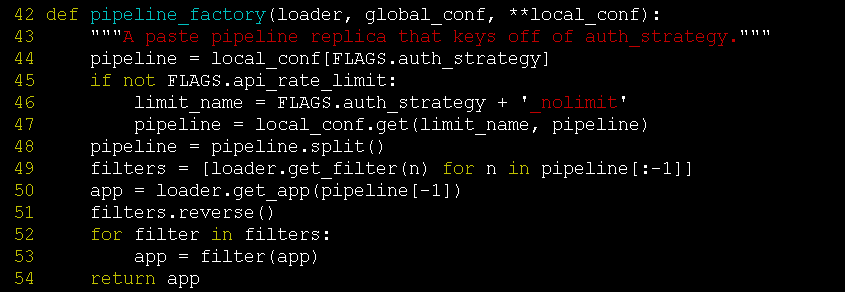 42 def pipeline_factory(loader, global_conf, **local_conf):
43     """A paste pipeline replica that keys off of auth_strategy."""
44     pipeline = local_conf[FLAGS.auth_strategy]
45     if not FLAGS.api_rate_limit:
46         limit_name = FLAGS.auth_strategy + '_nolimit'
47         pipeline = local_conf.get(limit_name, pipeline)
48     pipeline = pipeline.split()
49     filters = [loader.get_filter(n) for n in pipeline[:-1]]
50     app = loader.get_app(pipeline[-1])
51     filters.reverse()
52     for filter in filters:
53         app = filter(app)
54     return app